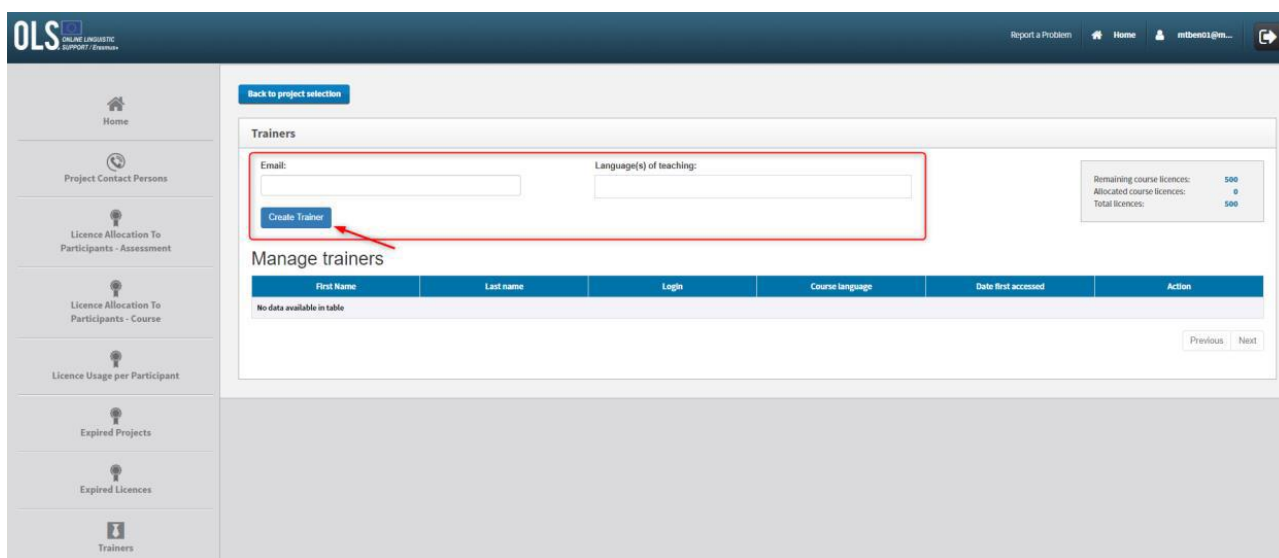 OLS ONLINE LINGUISTIC
SUPPORT / Erasmus+
Report a Problem Home mtben01@m...
Home
Project Contact Persons
Licence Allocation To
Participants - Assessment
Licence Allocation To
Participants - Course
Licence Usage per Participant
Expired Projects
Expired Licences
Trainers
Back to project selection
Trainers
Email: Language(s) of teaching:
Create Trainer
Remaining course licences: 500
Allocated course licences: 0
Total licences: 500
Manage trainers
First Name Last name Login Course language Date first accessed Action
No data available in table
Previous Next